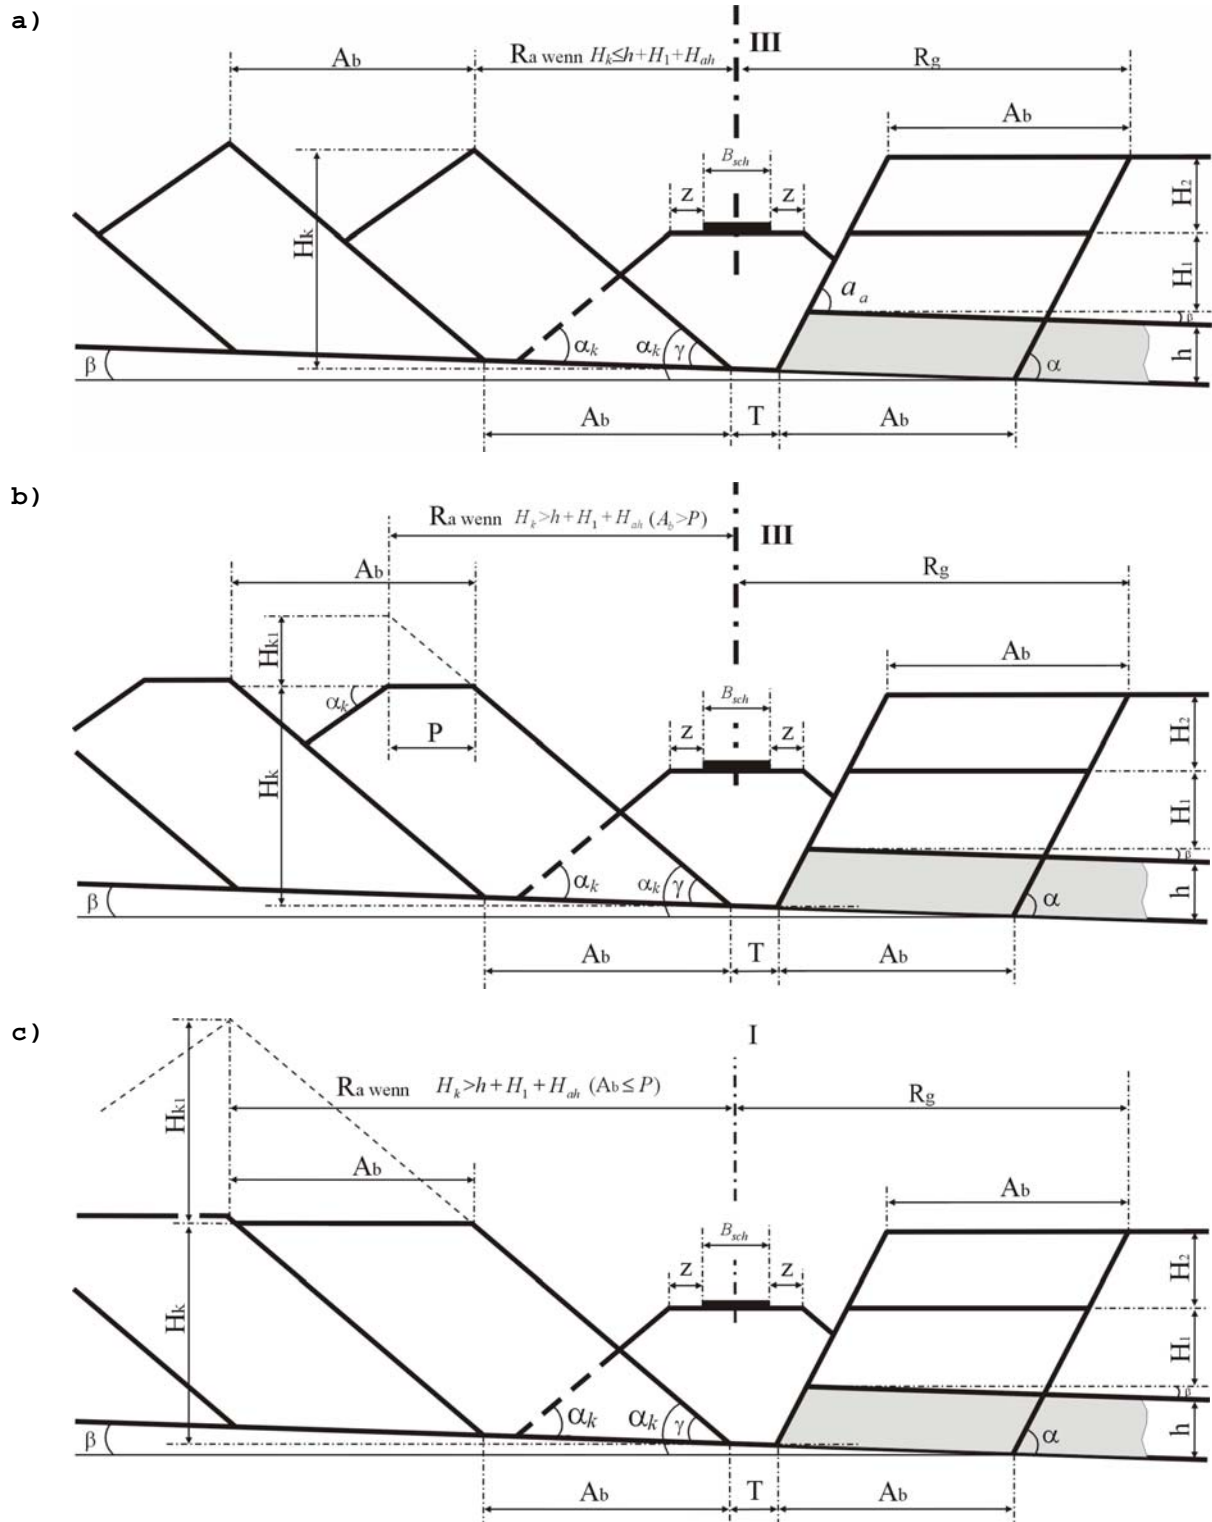 a)
III
Ab
Ra wenn Hk≤h+H1+Hah
Rg
Ab
Bsch
z
z
H2
Hk
H1
aa
β
αk
αk
γ
h
β
α
Ab
T
Ab
b)
Ra wenn Hk>h+H1+Hah (Ab>P)
III
Ab
Rg
Hk1
Ab
αk
Bsch
P
z
z
H2
Hk
H1
β
αk
αk
γ
h
β
α
Ab
T
Ab
c)
I
Ra wenn Hk>h+H1+Hah (Ab≤P)
Rg
Hk1
Ab
Ab
Bsch
z
z
H2
Hk
H1
β
αk
αk
γ
h
β
α
Ab
T
Ab